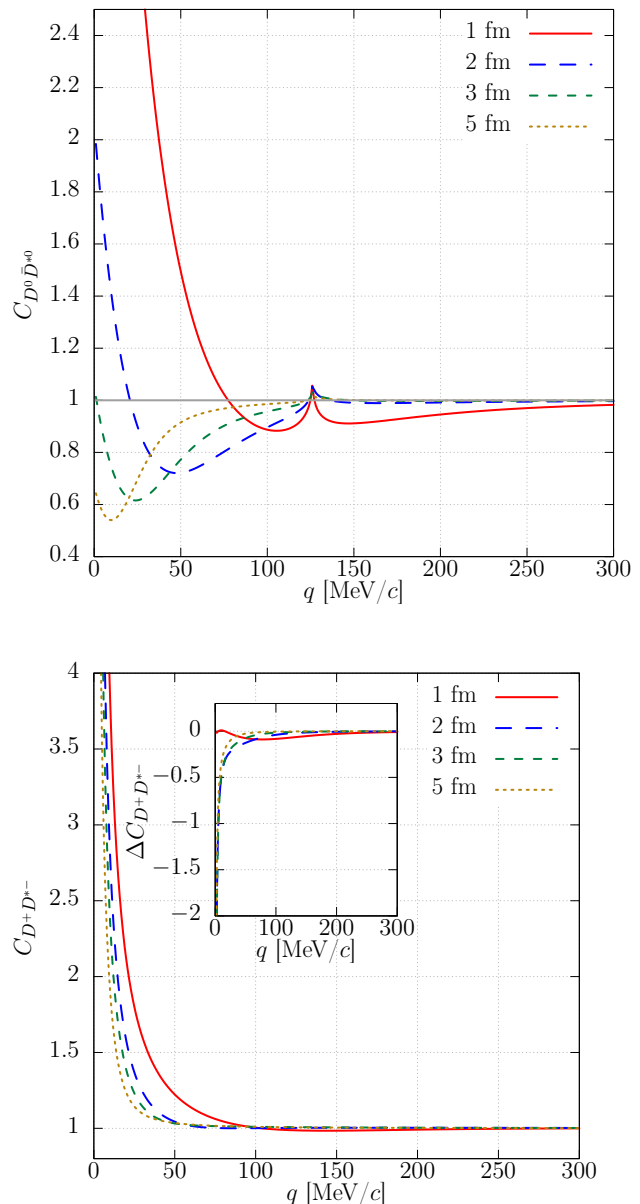 2.4
2.2
2
1.8
1.6
1.4
1.2
1
0.8
0.6
0.4
C_{D^0 \bar{D}^{*0}}
1 fm
2 fm
3 fm
5 fm
0 50 100 150 200 250 300
q [MeV/c]
4
3.5
3
2.5
2
1.5
1
C_{D^+ D^{*-}}
1 fm
2 fm
3 fm
5 fm
0
−0.5
−1
−1.5
−2
ΔC_{D^+ D^{*-}}
0 100 200 300
q [MeV/c]
0 50 100 150 200 250 300
q [MeV/c]